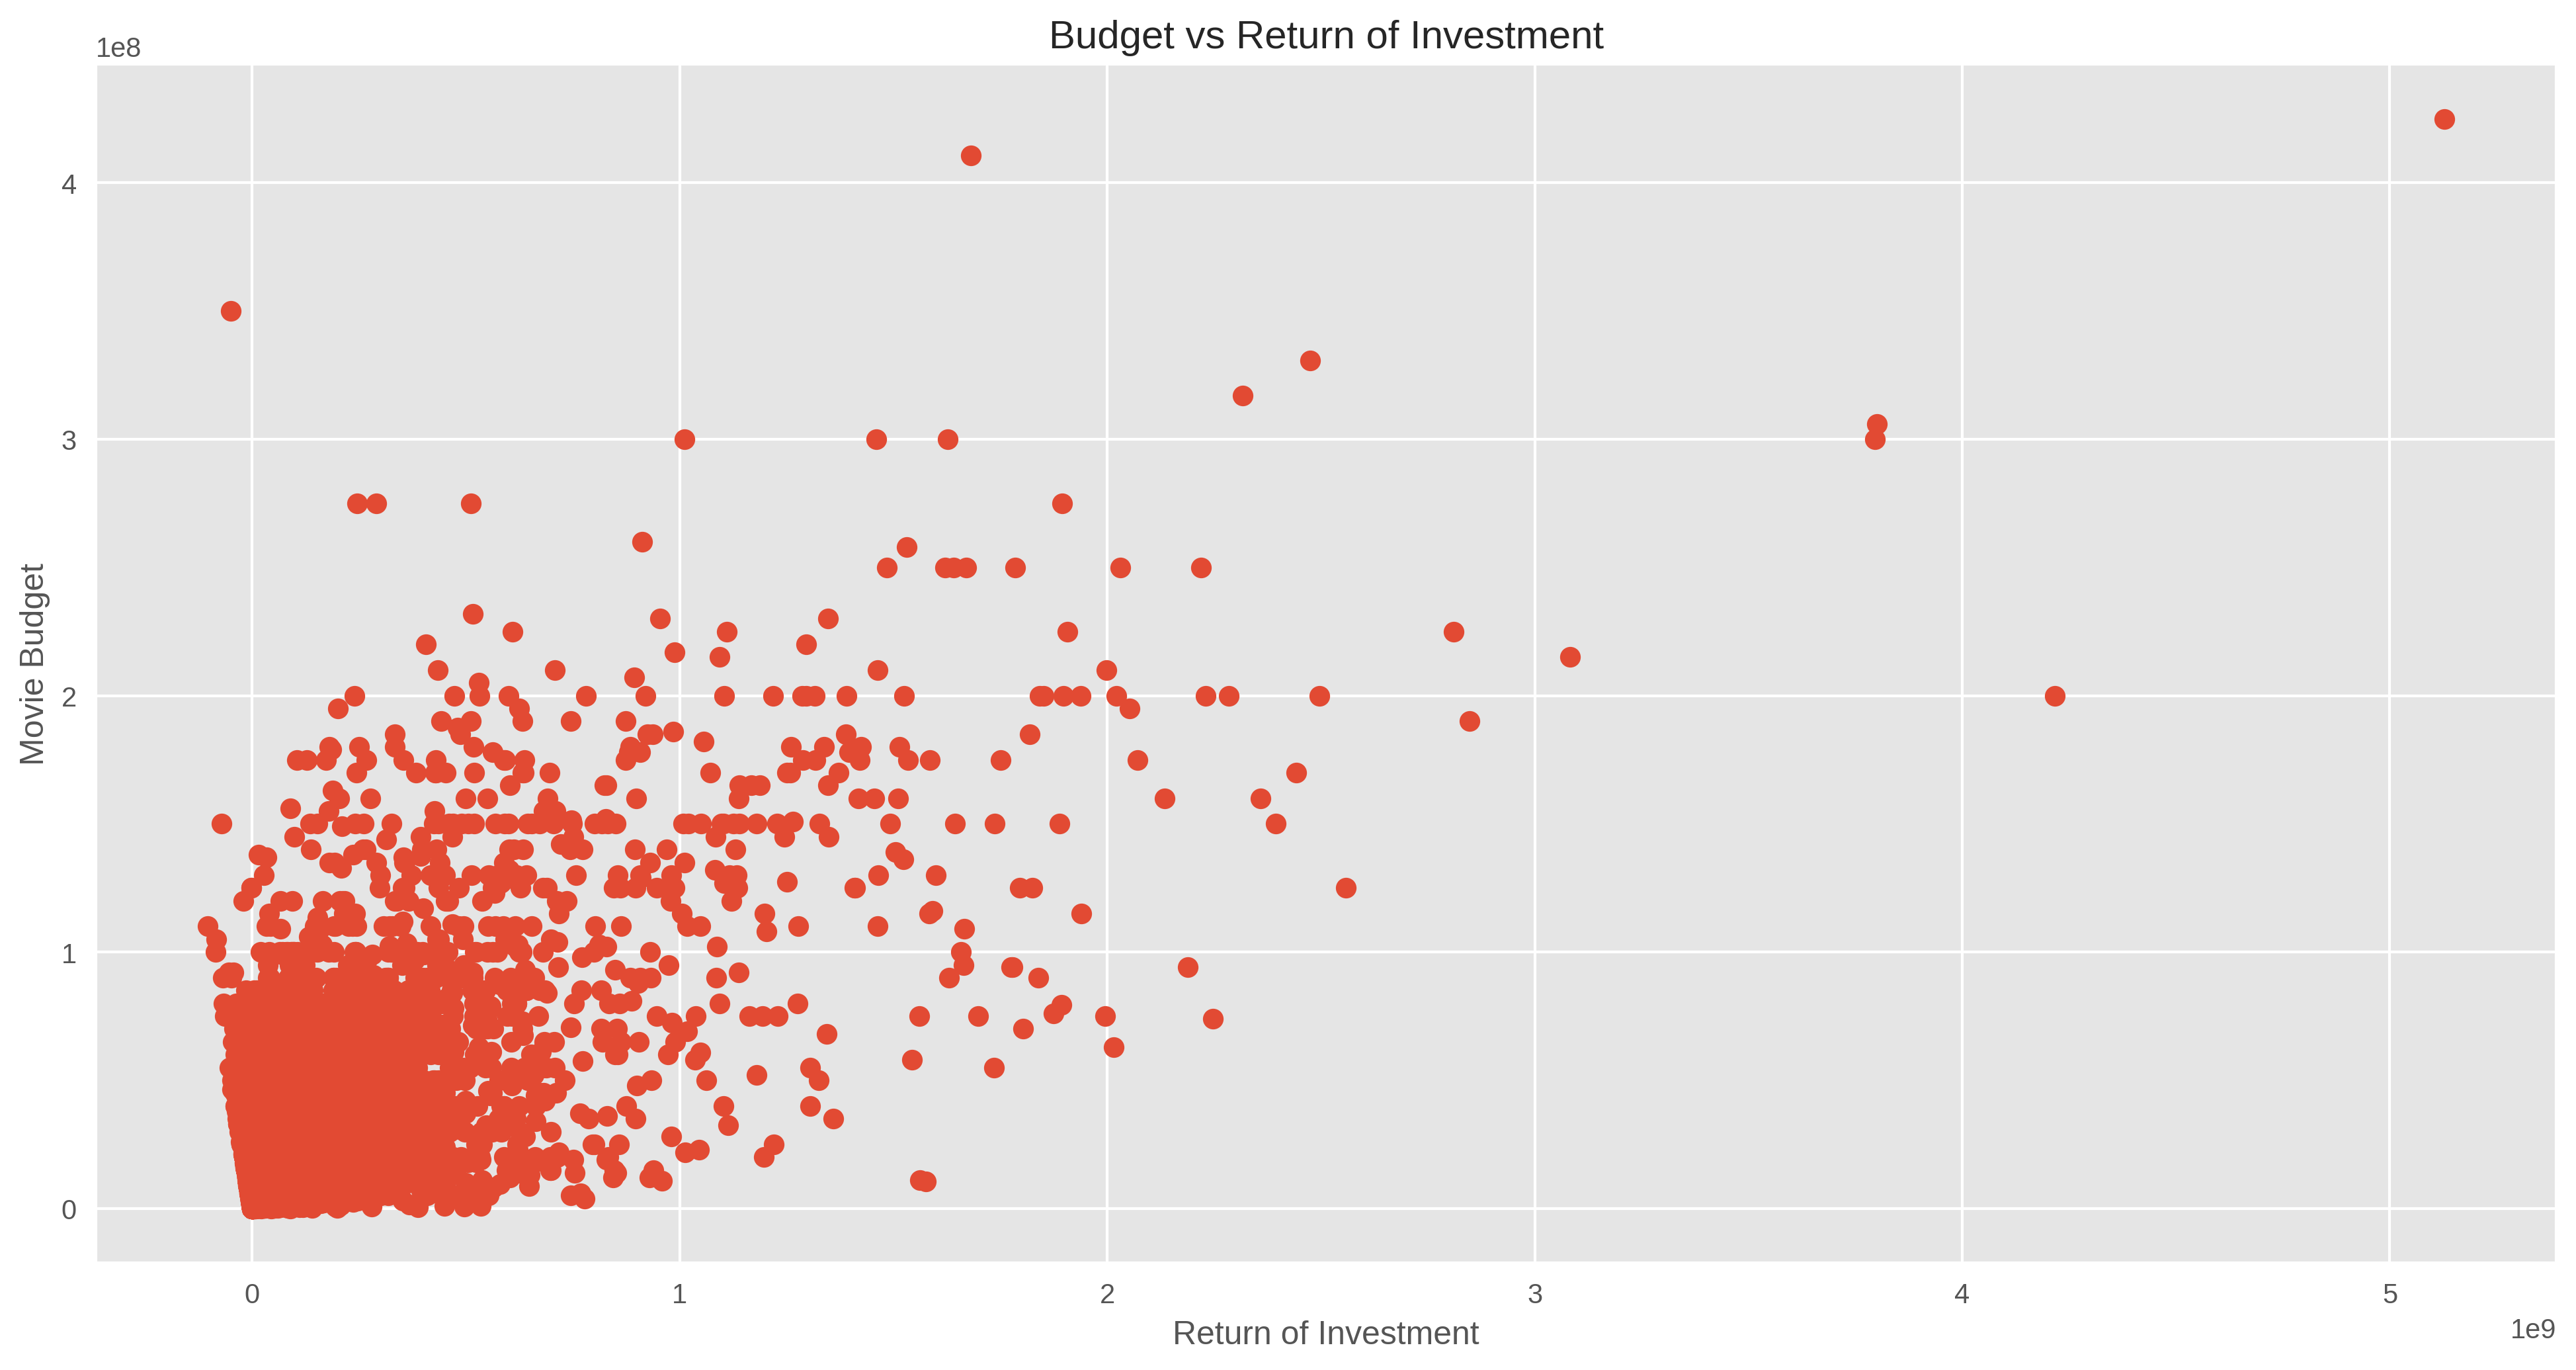 Budget vs Return of Investment
1e8
4
3
2
1
0
Movie Budget
0 1 2 3 4 5
Return of Investment
1e9